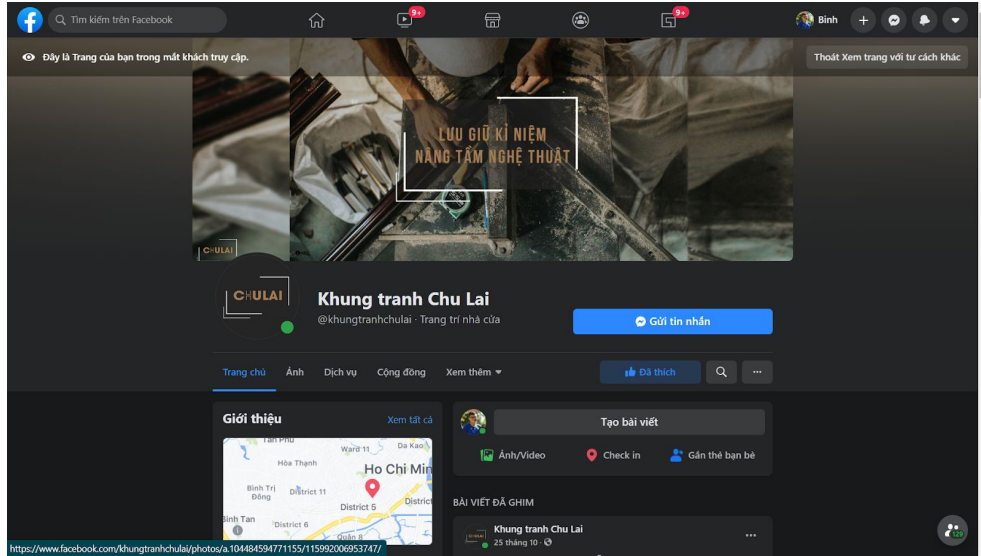 Tìm kiếm trên Facebook
9+
9+
Bình
Đây là Trang của bạn trong mắt khách truy cập.
Thoát Xem trang với tư cách khác
LƯU GIỮ KỈ NIỆM
NÂNG TẦM NGHỆ THUẬT
CHULAI
CHULAI
Khung tranh Chu Lai
@khungtranhchulai · Trang trí nhà cửa
Gửi tin nhắn
Trang chủ Ảnh Dịch vụ Cộng đồng Xem thêm
Đã thích
Giới thiệu
Xem tất cả
Tạo bài viết
Ảnh/Video Check in Gắn thẻ bạn bè
Tan Phu
Ward 11
Da Kao
Hòa Thạnh
Ho Chi Min
Bình Trị
Đông
District 11
District 5
District
Binh Tan
District 6
Quận 8
BÀI VIẾT ĐÃ GHIM
Khung tranh Chu Lai
25 tháng 10 ·
129
https://www.facebook.com/khungtranhchulai/photos/a.104484594771155/115992006953747/